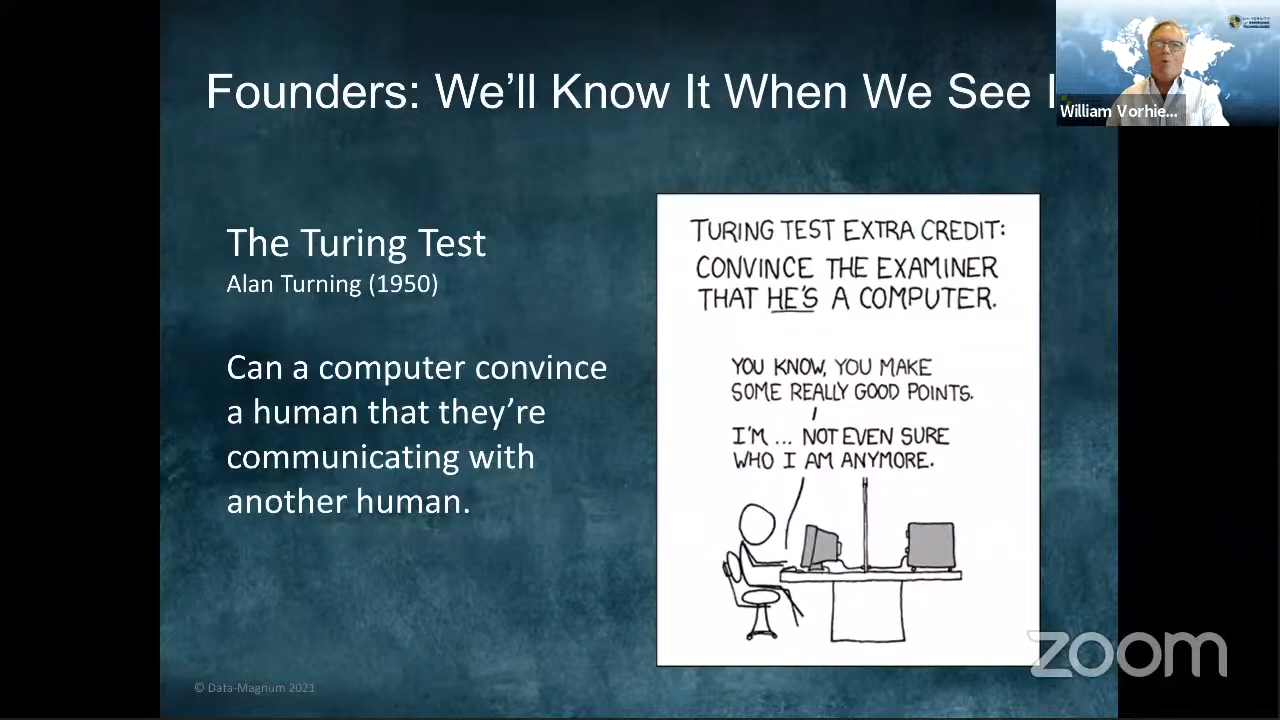 Founders: We'll Know It When We See I
William Vorhie...
The Turing Test
Alan Turning (1950)
Can a computer convince
a human that they're
communicating with
another human.
TURING TEST EXTRA CREDIT:
CONVINCE THE EXAMINER
THAT HE'S A COMPUTER.
YOU KNOW, YOU MAKE
SOME REALLY GOOD POINTS.
I'M ... NOT EVEN SURE
WHO I AM ANYMORE.
© Data-Magnum 2021
zoom